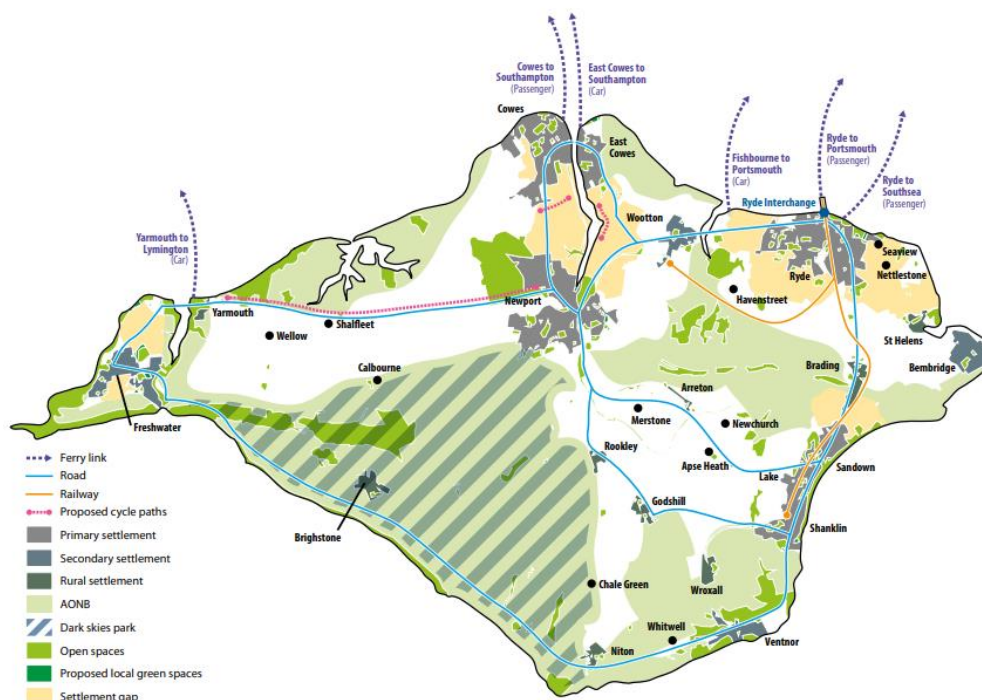 Cowes to
Southampton
(Passenger)
East Cowes to
Southampton
(Car)
Cowes
East
Cowes
Fishbourne to
Portsmouth
(Car)
Ryde to
Portsmouth
(Passenger)
Ryde to
Southsea
(Passenger)
Ryde Interchange
Wootton
Yarmouth to
Lymington
(Car)
Seaview
Nettlestone
Ryde
Havenstreet
Newport
Yarmouth
Shalfleet
Wellow
St Helens
Bembridge
Brading
Calbourne
Arreton
Merstone
Newchurch
Freshwater
Rookley
Apse Heath
Lake
Sandown
Godshill
Shanklin
Brighstone
Chale Green
Wroxall
Whitwell
Ventnor
Niton
Ferry link
Road
Railway
Proposed cycle paths
Primary settlement
Secondary settlement
Rural settlement
AONB
Dark skies park
Open spaces
Proposed local green spaces
Settlement gap